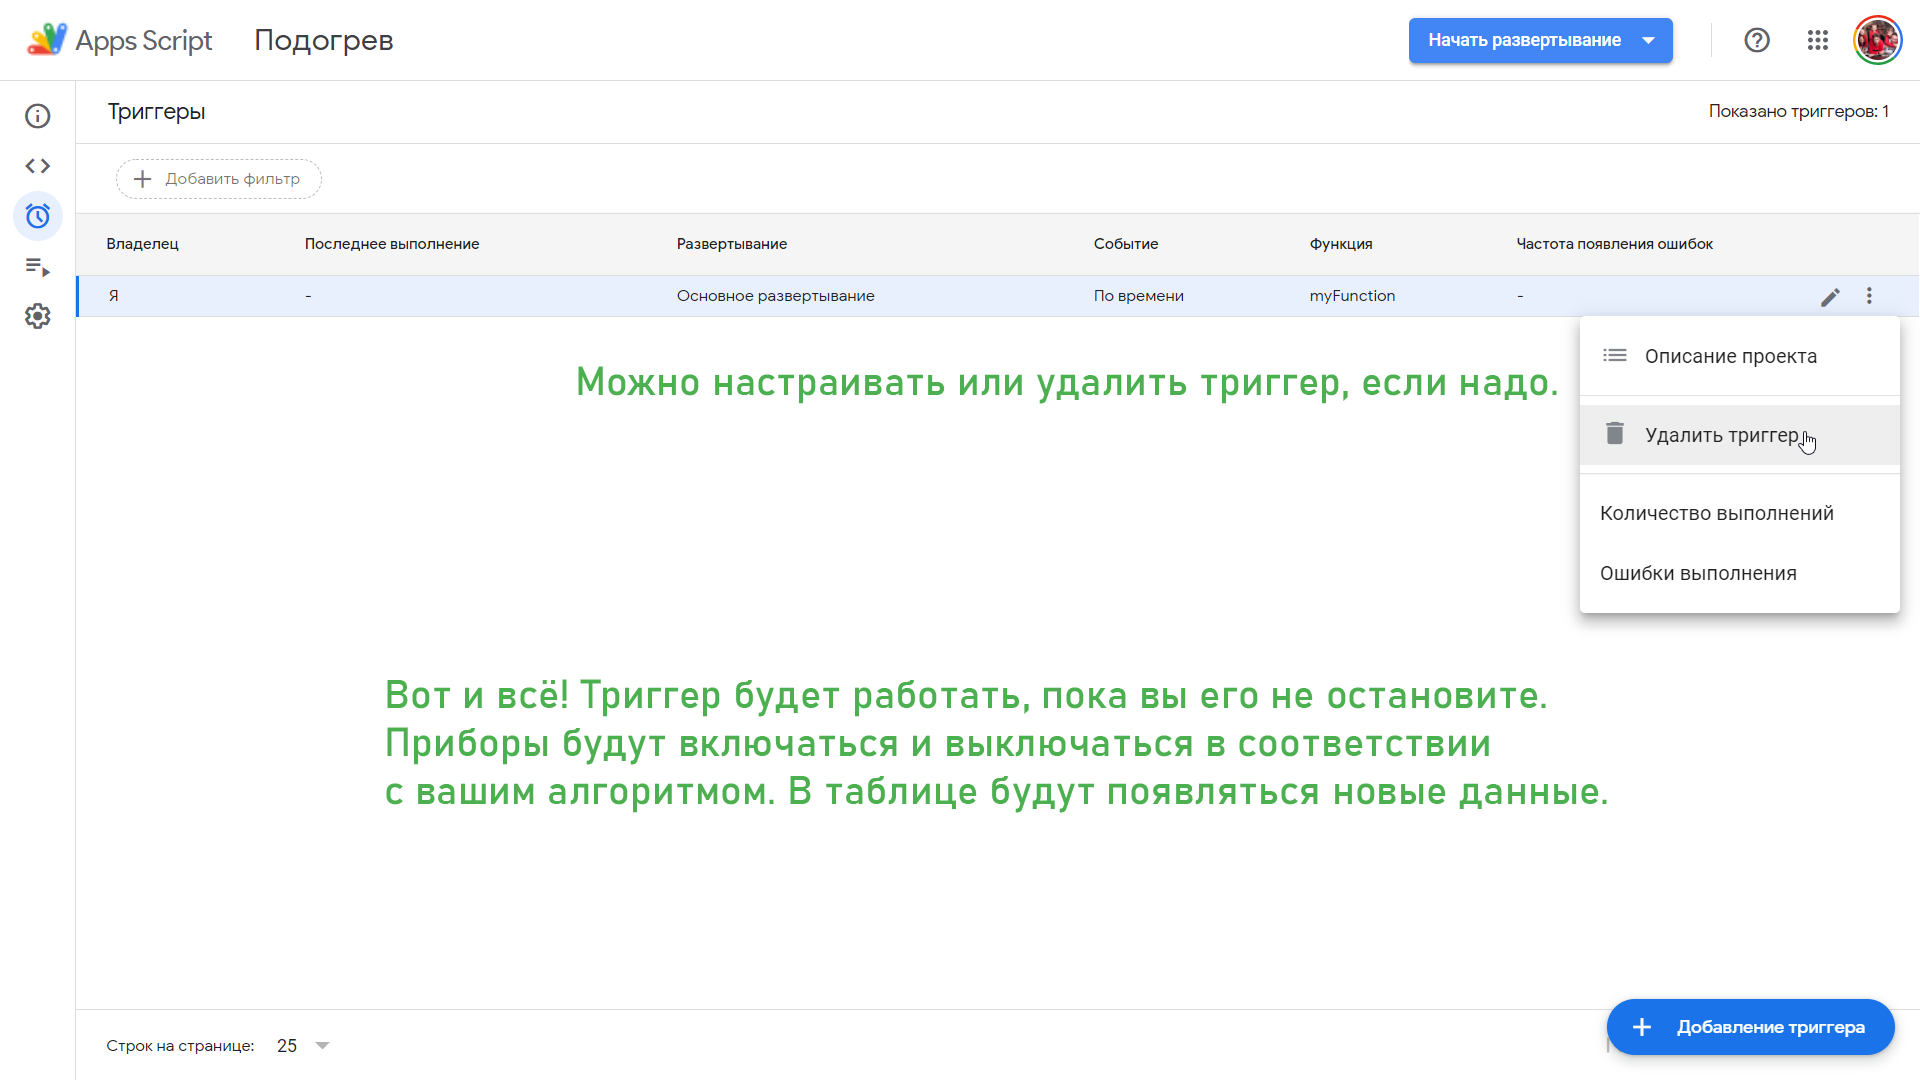 Apps Script
Подогрев
Начать развертывание
Триггеры
Показано триггеров: 1
Добавить фильтр
Владелец Последнее выполнение Развертывание Событие Функция Частота появления ошибок
Я - Основное развертывание По времени myFunction -
Описание проекта
Можно настраивать или удалить триггер, если надо.
Удалить триггер
Количество выполнений
Ошибки выполнения
Вот и всё! Триггер будет работать, пока вы его не остановите.
Приборы будут включаться и выключаться в соответствии
с вашим алгоритмом. В таблице будут появляться новые данные.
Строк на странице: 25
Добавление триггера